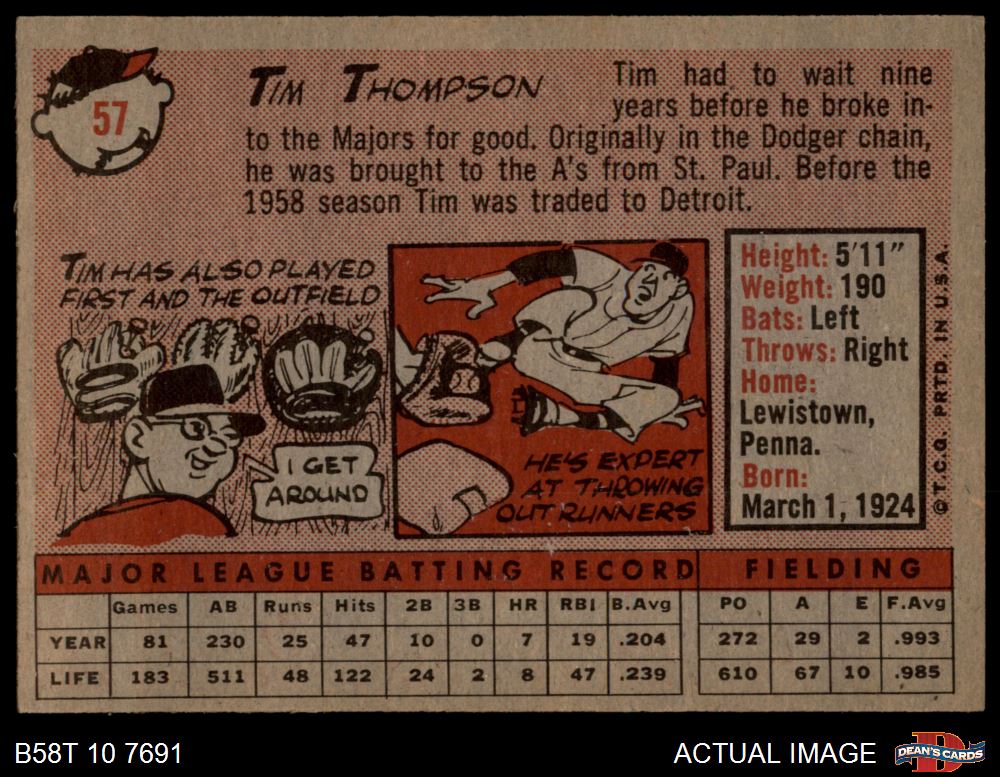 57
TIM THOMPSON
Tim had to wait nine
years before he broke in-
to the Majors for good. Originally in the Dodger chain,
he was brought to the A's from St. Paul. Before the
1958 season Tim was traded to Detroit.
TIM HAS ALSO PLAYED
FIRST AND THE OUTFIELD
I GET
AROUND
HE'S EXPERT
AT THROWING
OUT RUNNERS
Height: 5'11"
Weight: 190
Bats: Left
Throws: Right
Home:
Lewistown,
Penna.
Born:
March 1, 1924
©T.C.G. PRTD. IN U.S.A.
MAJOR LEAGUE BATTING RECORD FIELDING
Games AB Runs Hits 2B 3B HR RBI B.Avg PO A E F.Avg
YEAR 81 230 25 47 10 0 7 19 .204 272 29 2 .993
LIFE 183 511 48 122 24 2 8 47 .239 610 67 10 .985
B58T 10 7691 ACTUAL IMAGE DEAN'S CARDS